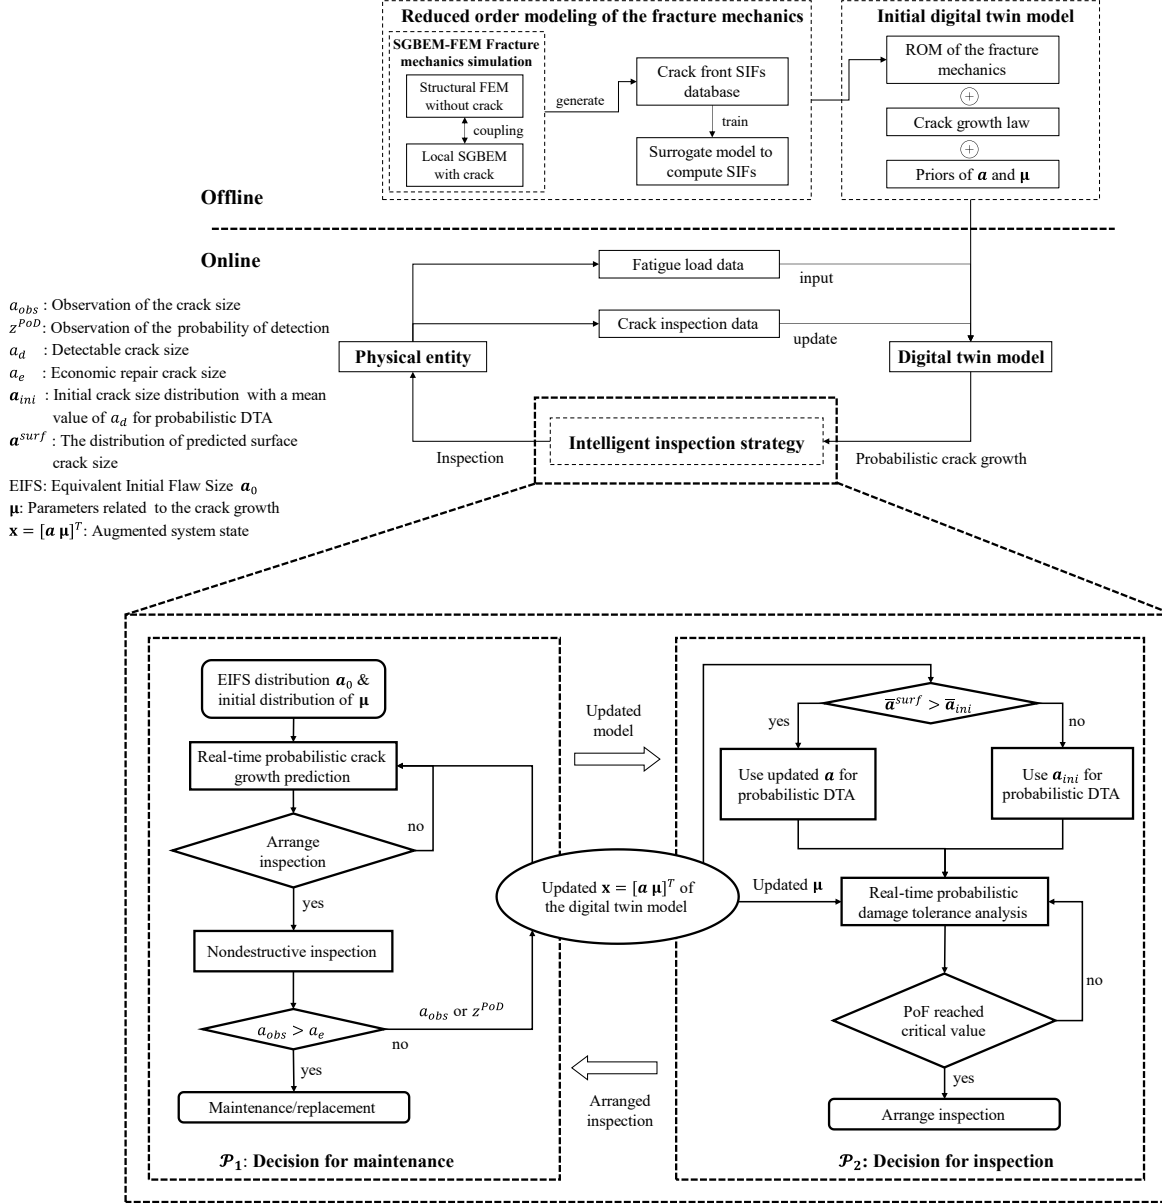 Reduced order modeling of the fracture mechanics
SGBEM-FEM Fracture
mechanics simulation
Structural FEM
without crack
coupling
Local SGBEM
with crack
generate
Crack front SIFs
database
train
Surrogate model to
compute SIFs
Initial digital twin model
ROM of the fracture
mechanics
+
Crack growth law
+
Priors of a and μ
Offline
Online
Fatigue load data
input
Crack inspection data
update
Physical entity
Digital twin model
Intelligent inspection strategy
Inspection
Probabilistic crack growth
a_obs : Observation of the crack size
z^PoD: Observation of the probability of detection
a_d : Detectable crack size
a_e : Economic repair crack size
a_ini : Initial crack size distribution with a mean
value of a_d for probabilistic DTA
a^surf : The distribution of predicted surface
crack size
EIFS: Equivalent Initial Flaw Size a_0
μ: Parameters related to the crack growth
x = [a μ]^T: Augmented system state
EIFS distribution a_0 &
initial distribution of μ
Real-time probabilistic crack
growth prediction
Arrange
inspection
no
yes
Nondestructive inspection
a_obs > a_e
no
yes
a_obs or z^PoD
Maintenance/replacement
𝒫_1: Decision for maintenance
Updated
model
Updated x = [a μ]^T of
the digital twin model
Updated μ
Arranged
inspection
a̅^surf > a̅_ini
yes
no
Use updated a for
probabilistic DTA
Use a_ini for
probabilistic DTA
Real-time probabilistic
damage tolerance analysis
no
PoF reached
critical value
yes
Arrange inspection
𝒫_2: Decision for inspection